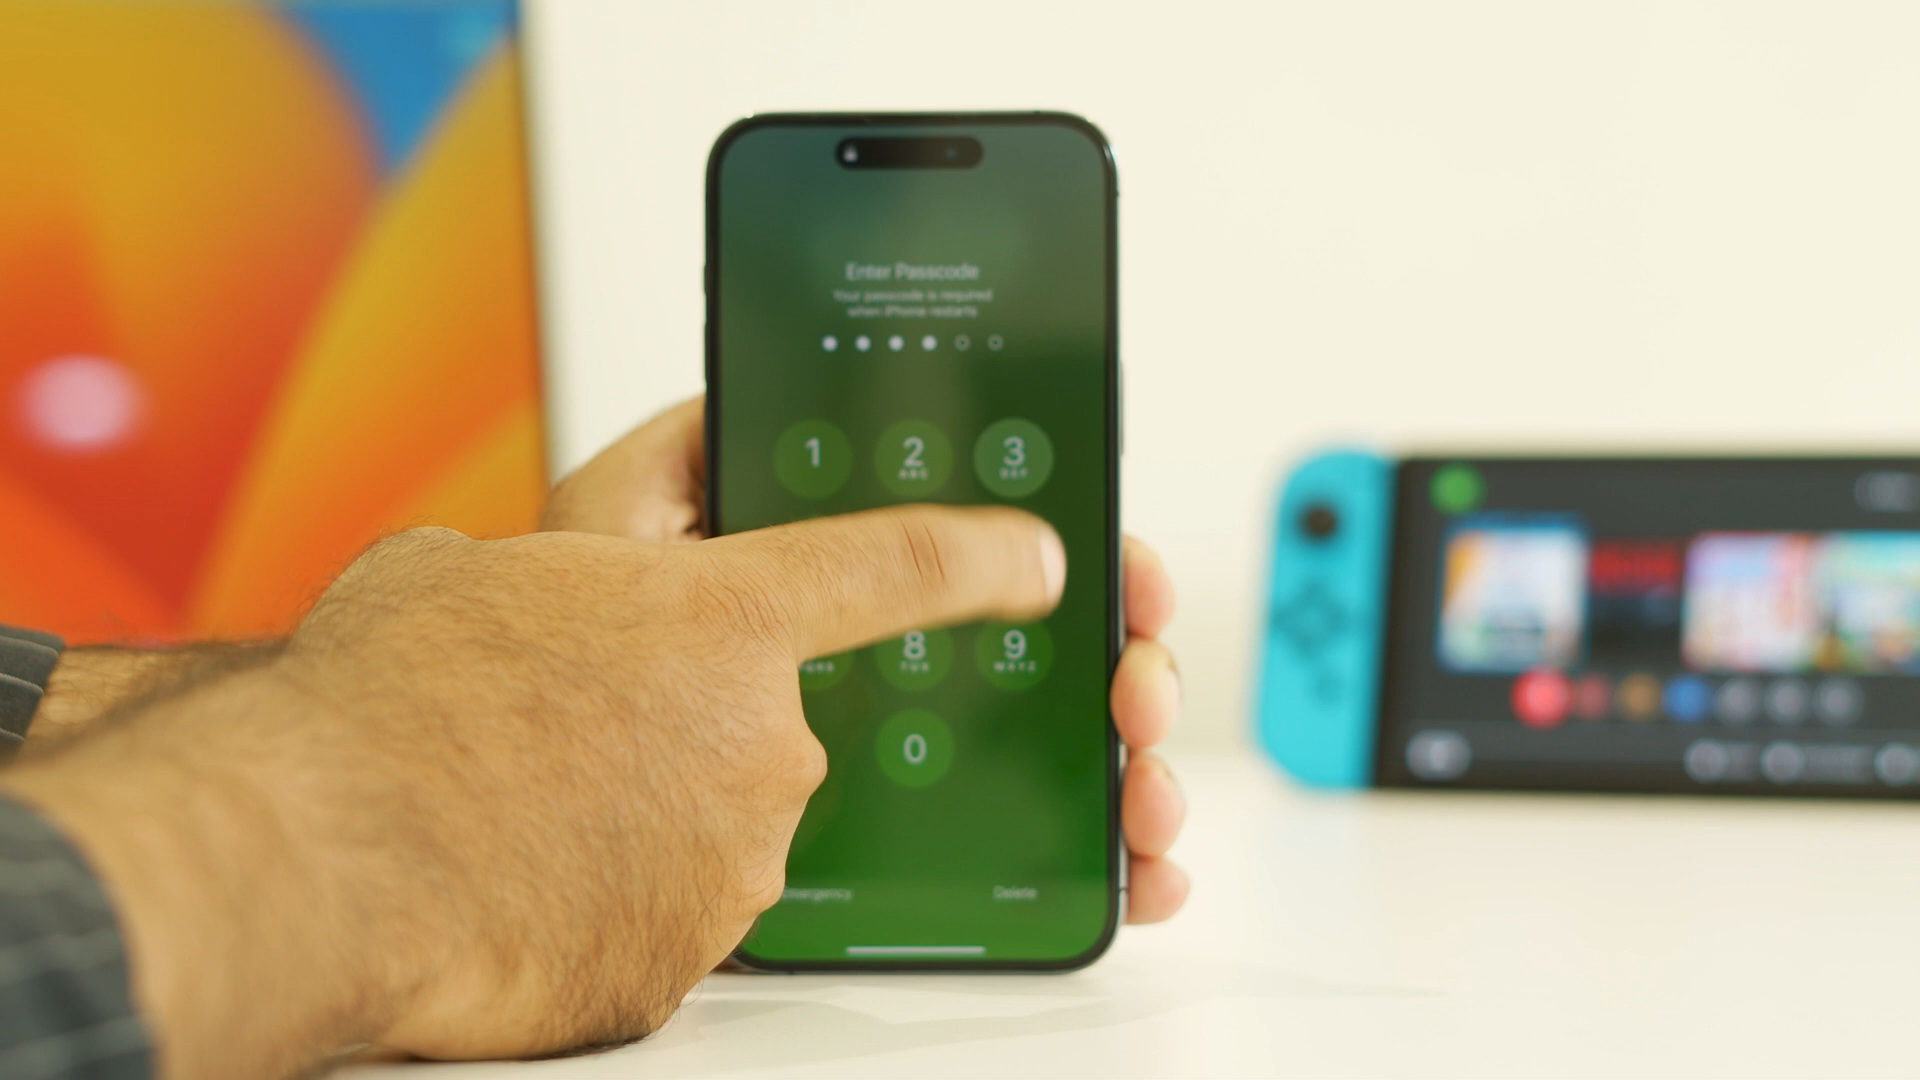 Enter Passcode
Your passcode is required
when iPhone restarts
1 2 3
ABC DEF
8 9
TUV WXYZ
0
Emergency Delete